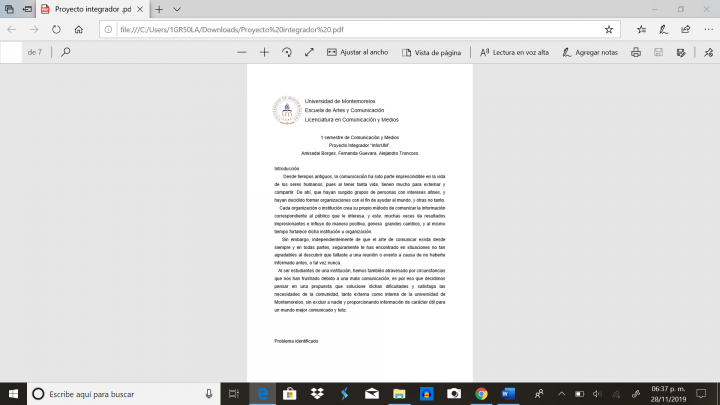 Proyecto integrador .pd
file:///C:/Users/1GR50LA/Downloads/Proyecto%20integrador%20.pdf
de 7
Ajustar al ancho
Vista de página
Lectura en voz alta
Agregar notas
Universidad de Montemorelos
Escuela de Artes y Comunicación
Licenciatura en Comunicación y Medios
1 semestre de Comunicación y Medios
Proyecto Integrador "InforUM"
Amisadai Borges, Fernanda Guevara, Alejandro Troncoso
Introducción
Desde tiempos antiguos, la comunicación ha sido parte imprescindible en la vida
de los seres humanos, pues al tener tanta vida, tienen mucho para externar y
compartir. De ahí, que hayan surgido grupos de personas con intereses afines, y
hayan decidido formar organizaciones con el fin de ayudar al mundo, y otras no tanto.
Cada organización o institución crea su propio método de comunicar la información
correspondiente al público que le interesa, y este, muchas veces da resultados
impresionantes e influye de manera positiva, genera grandes cambios, y al mismo
tiempo fortalece dicha institución u organización.
Sin embargo, independientemente de que el arte de comunicar exista desde
siempre y en todas partes, seguramente te has encontrado en situaciones no tan
agradables al descubrir que faltaste a una reunión o evento a causa de no haberte
informado antes, o tal vez nunca.
Al ser estudiantes de una institución, hemos también atravesado por circunstancias
que nos han frustrado debido a una mala comunicación, es por eso que decidimos
pensar en una propuesta que solucione dichas dificultades y satisfaga las
necesidades de la comunidad, tanto externa como interna de la universidad de
Montemorelos, sin excluir a nadie y proporcionando información de carácter útil para
un mundo mejor comunicado y feliz.
Problema identificado
Escribe aquí para buscar
06:37 p. m.
28/11/2019